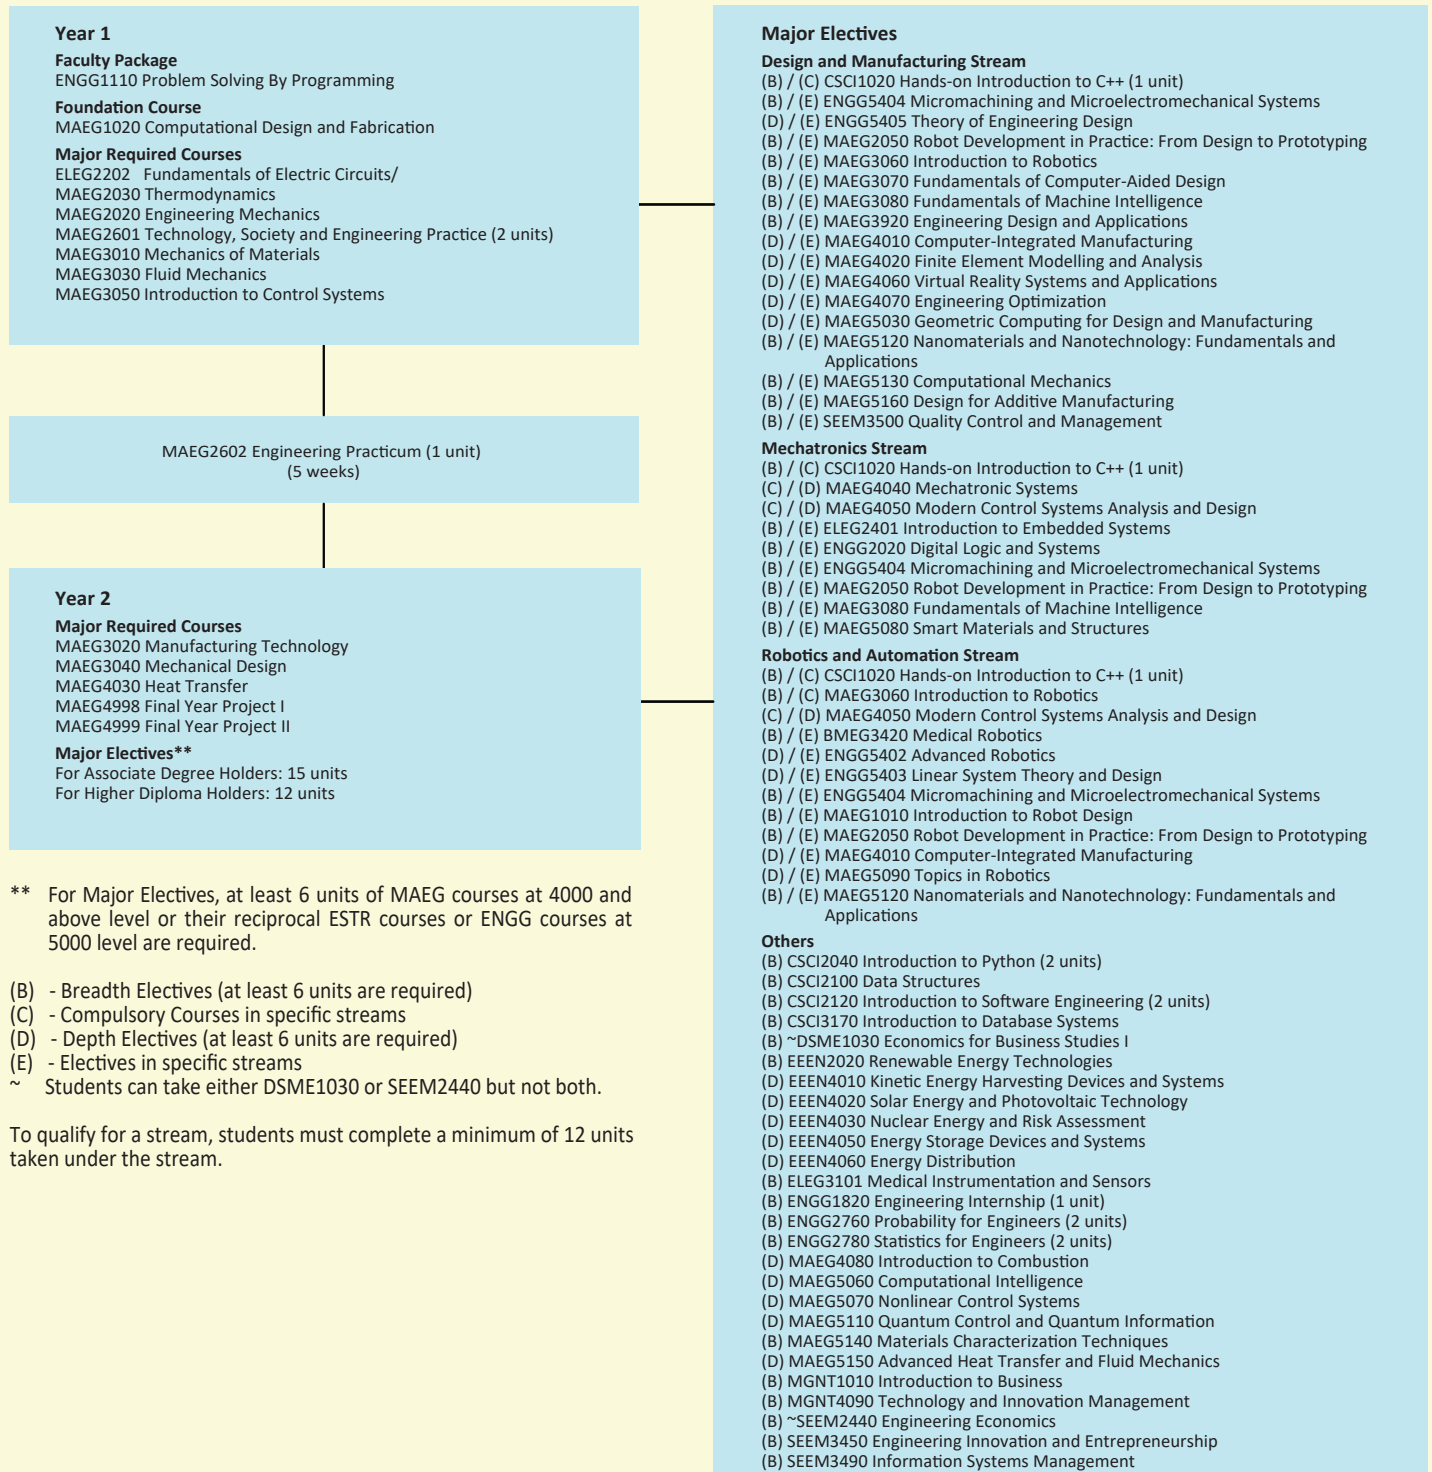 Year 1
Faculty Package
ENGG1110 Problem Solving By Programming
Foundation Course
MAEG1020 Computational Design and Fabrication
Major Required Courses
ELEG2202 Fundamentals of Electric Circuits/
MAEG2030 Thermodynamics
MAEG2020 Engineering Mechanics
MAEG2601 Technology, Society and Engineering Practice (2 units)
MAEG3010 Mechanics of Materials
MAEG3030 Fluid Mechanics
MAEG3050 Introduction to Control Systems
MAEG2602 Engineering Practicum (1 unit)
(5 weeks)
Year 2
Major Required Courses
MAEG3020 Manufacturing Technology
MAEG3040 Mechanical Design
MAEG4030 Heat Transfer
MAEG4998 Final Year Project I
MAEG4999 Final Year Project II
Major Electives**
For Associate Degree Holders: 15 units
For Higher Diploma Holders: 12 units
** For Major Electives, at least 6 units of MAEG courses at 4000 and
above level or their reciprocal ESTR courses or ENGG courses at
5000 level are required.
(B) - Breadth Electives (at least 6 units are required)
(C) - Compulsory Courses in specific streams
(D) - Depth Electives (at least 6 units are required)
(E) - Electives in specific streams
~ Students can take either DSME1030 or SEEM2440 but not both.
To qualify for a stream, students must complete a minimum of 12 units
taken under the stream.
Major Electives
Design and Manufacturing Stream
(B) / (C) CSCI1020 Hands-on Introduction to C++ (1 unit)
(B) / (E) ENGG5404 Micromachining and Microelectromechanical Systems
(D) / (E) ENGG5405 Theory of Engineering Design
(B) / (E) MAEG2050 Robot Development in Practice: From Design to Prototyping
(B) / (E) MAEG3060 Introduction to Robotics
(B) / (E) MAEG3070 Fundamentals of Computer-Aided Design
(B) / (E) MAEG3080 Fundamentals of Machine Intelligence
(B) / (E) MAEG3920 Engineering Design and Applications
(D) / (E) MAEG4010 Computer-Integrated Manufacturing
(D) / (E) MAEG4020 Finite Element Modelling and Analysis
(D) / (E) MAEG4060 Virtual Reality Systems and Applications
(D) / (E) MAEG4070 Engineering Optimization
(D) / (E) MAEG5030 Geometric Computing for Design and Manufacturing
(B) / (E) MAEG5120 Nanomaterials and Nanotechnology: Fundamentals and
Applications
(B) / (E) MAEG5130 Computational Mechanics
(B) / (E) MAEG5160 Design for Additive Manufacturing
(B) / (E) SEEM3500 Quality Control and Management
Mechatronics Stream
(B) / (C) CSCI1020 Hands-on Introduction to C++ (1 unit)
(C) / (D) MAEG4040 Mechatronic Systems
(C) / (D) MAEG4050 Modern Control Systems Analysis and Design
(B) / (E) ELEG2401 Introduction to Embedded Systems
(B) / (E) ENGG2020 Digital Logic and Systems
(B) / (E) ENGG5404 Micromachining and Microelectromechanical Systems
(B) / (E) MAEG2050 Robot Development in Practice: From Design to Prototyping
(B) / (E) MAEG3080 Fundamentals of Machine Intelligence
(B) / (E) MAEG5080 Smart Materials and Structures
Robotics and Automation Stream
(B) / (C) CSCI1020 Hands-on Introduction to C++ (1 unit)
(B) / (C) MAEG3060 Introduction to Robotics
(C) / (D) MAEG4050 Modern Control Systems Analysis and Design
(B) / (E) BMEG3420 Medical Robotics
(D) / (E) ENGG5402 Advanced Robotics
(D) / (E) ENGG5403 Linear System Theory and Design
(B) / (E) ENGG5404 Micromachining and Microelectromechanical Systems
(B) / (E) MAEG1010 Introduction to Robot Design
(B) / (E) MAEG2050 Robot Development in Practice: From Design to Prototyping
(D) / (E) MAEG4010 Computer-Integrated Manufacturing
(D) / (E) MAEG5090 Topics in Robotics
(B) / (E) MAEG5120 Nanomaterials and Nanotechnology: Fundamentals and
Applications
Others
(B) CSCI2040 Introduction to Python (2 units)
(B) CSCI2100 Data Structures
(B) CSCI2120 Introduction to Software Engineering (2 units)
(B) CSCI3170 Introduction to Database Systems
(B) ~DSME1030 Economics for Business Studies I
(B) EEEN2020 Renewable Energy Technologies
(D) EEEN4010 Kinetic Energy Harvesting Devices and Systems
(D) EEEN4020 Solar Energy and Photovoltaic Technology
(D) EEEN4030 Nuclear Energy and Risk Assessment
(D) EEEN4050 Energy Storage Devices and Systems
(D) EEEN4060 Energy Distribution
(B) ELEG3101 Medical Instrumentation and Sensors
(B) ENGG1820 Engineering Internship (1 unit)
(B) ENGG2760 Probability for Engineers (2 units)
(B) ENGG2780 Statistics for Engineers (2 units)
(D) MAEG4080 Introduction to Combustion
(D) MAEG5060 Computational Intelligence
(D) MAEG5070 Nonlinear Control Systems
(D) MAEG5110 Quantum Control and Quantum Information
(B) MAEG5140 Materials Characterization Techniques
(D) MAEG5150 Advanced Heat Transfer and Fluid Mechanics
(B) MGNT1010 Introduction to Business
(B) MGNT4090 Technology and Innovation Management
(B) ~SEEM2440 Engineering Economics
(B) SEEM3450 Engineering Innovation and Entrepreneurship
(B) SEEM3490 Information Systems Management